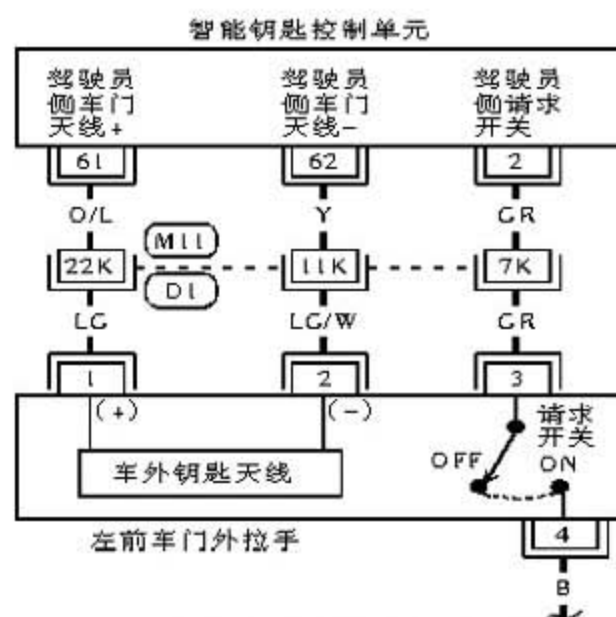 智能钥匙控制单元
驾驶员 驾驶员 驾驶员
侧车门 侧车门 侧请求
天线+ 天线- 开关
61 62 2
O/L Y GR
M11
22K 11K 7K
D1
LG LG/W GR
1 2 3
(+) (-) 请求
开关
OFF ON
车外钥匙天线
左前车门外拉手 4
B